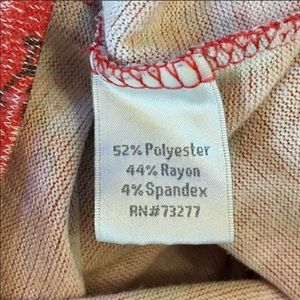 52% Polyester
44% Rayon
4% Spandex
RN#73277